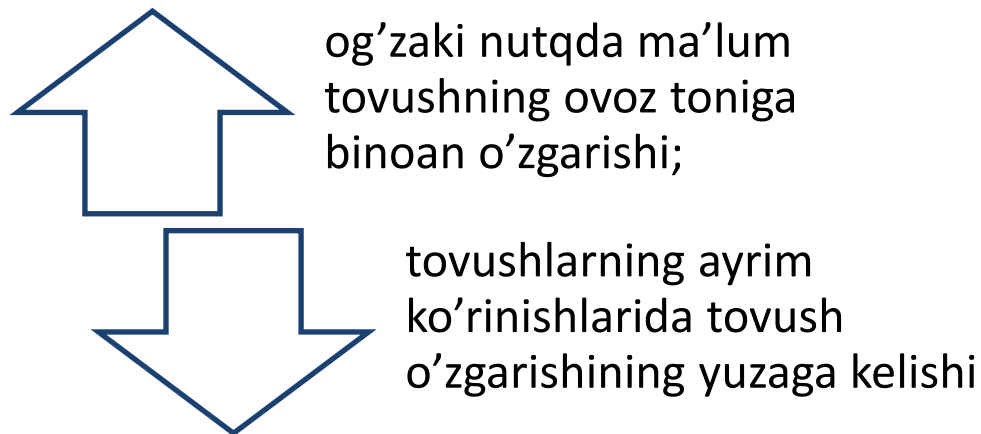 og’zaki nutqda ma’lum
tovushning ovoz toniga
binoan o’zgarishi;
tovushlarning ayrim
ko’rinishlarida tovush
o’zgarishining yuzaga kelishi